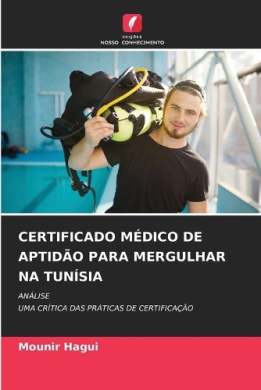 edições
NOSSO CONHECIMENTO
CERTIFICADO MÉDICO DE
APTIDÃO PARA MERGULHAR
NA TUNÍSIA
ANÁLISE
UMA CRÍTICA DAS PRÁTICAS DE CERTIFICAÇÃO
Mounir Hagui